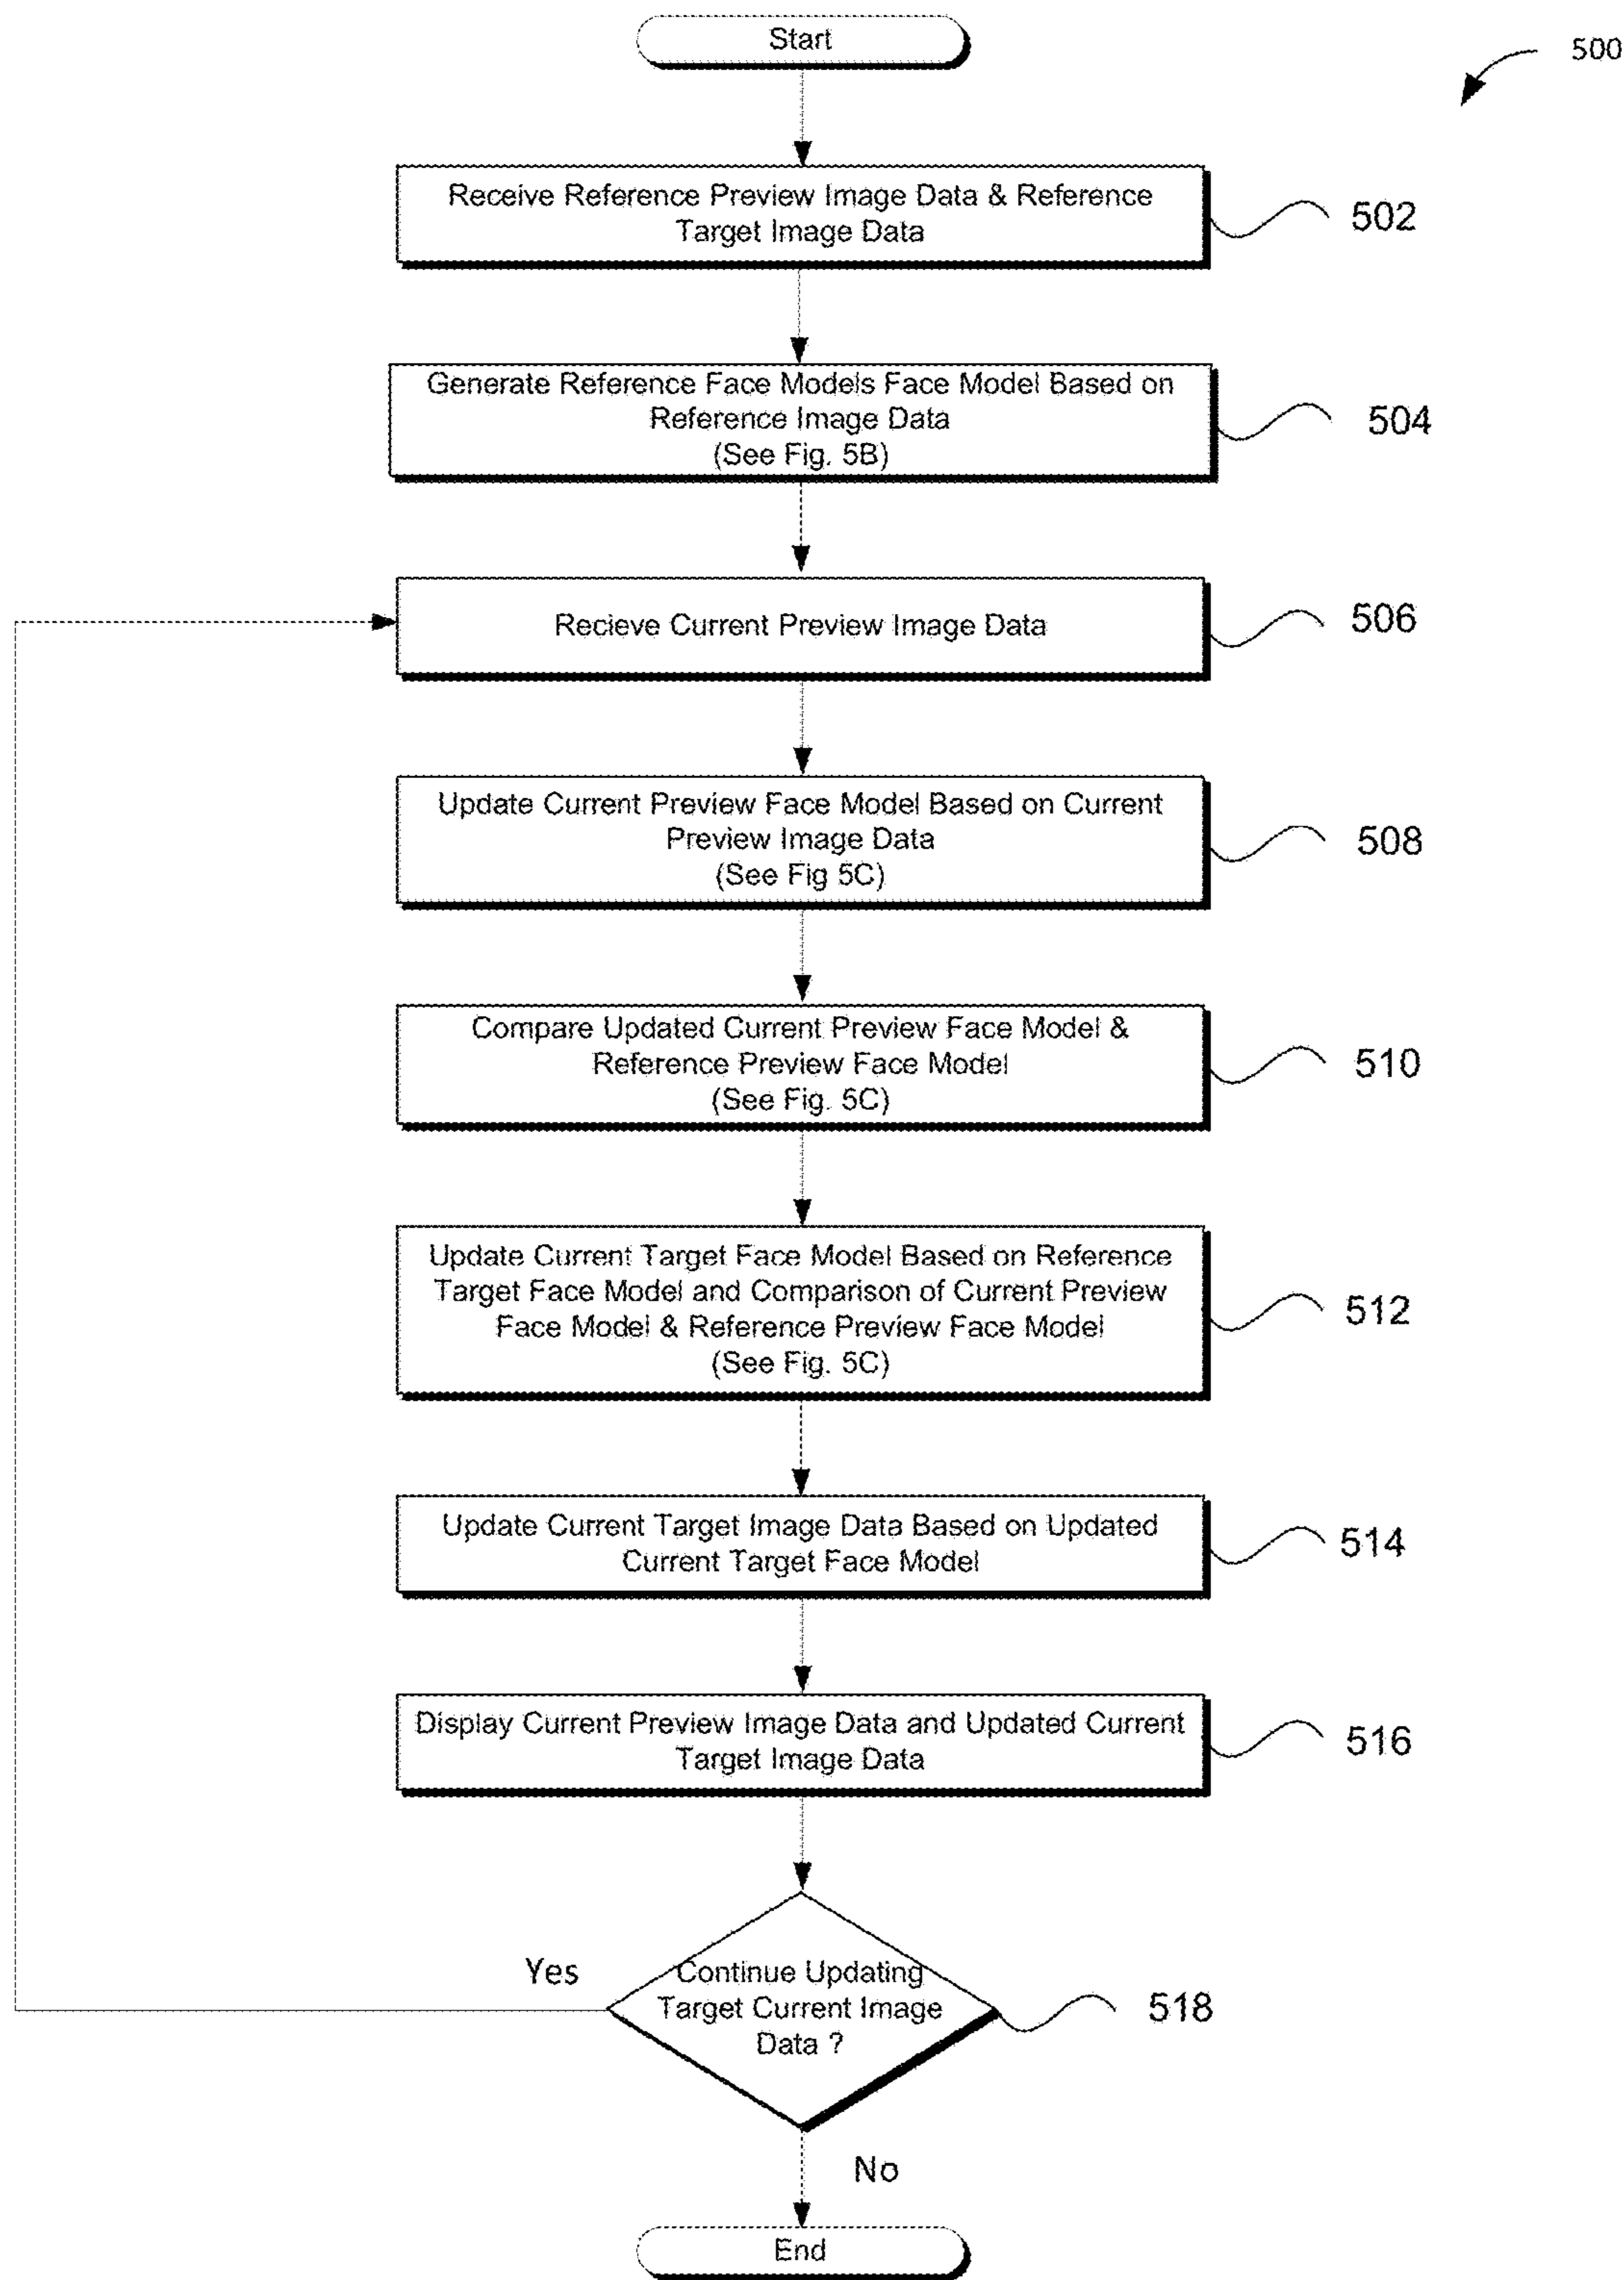 Start
500
Receive Reference Preview Image Data & Reference
Target Image Data
502
Generate Reference Face Models Face Model Based on
Reference Image Data
(See Fig. 5B)
504
Recieve Current Preview Image Data
506
Update Current Preview Face Model Based on Current
Preview Image Data
(See Fig 5C)
508
Compare Updated Current Preview Face Model &
Reference Preview Face Model
(See Fig. 5C)
510
Update Current Target Face Model Based on Reference
Target Face Model and Comparison of Current Preview
Face Model & Reference Preview Face Model
(See Fig. 5C)
512
Update Current Target Image Data Based on Updated
Current Target Face Model
514
Display Current Preview Image Data and Updated Current
Target Image Data
516
Yes
Continue Updating
Target Current Image
Data ?
518
No
End